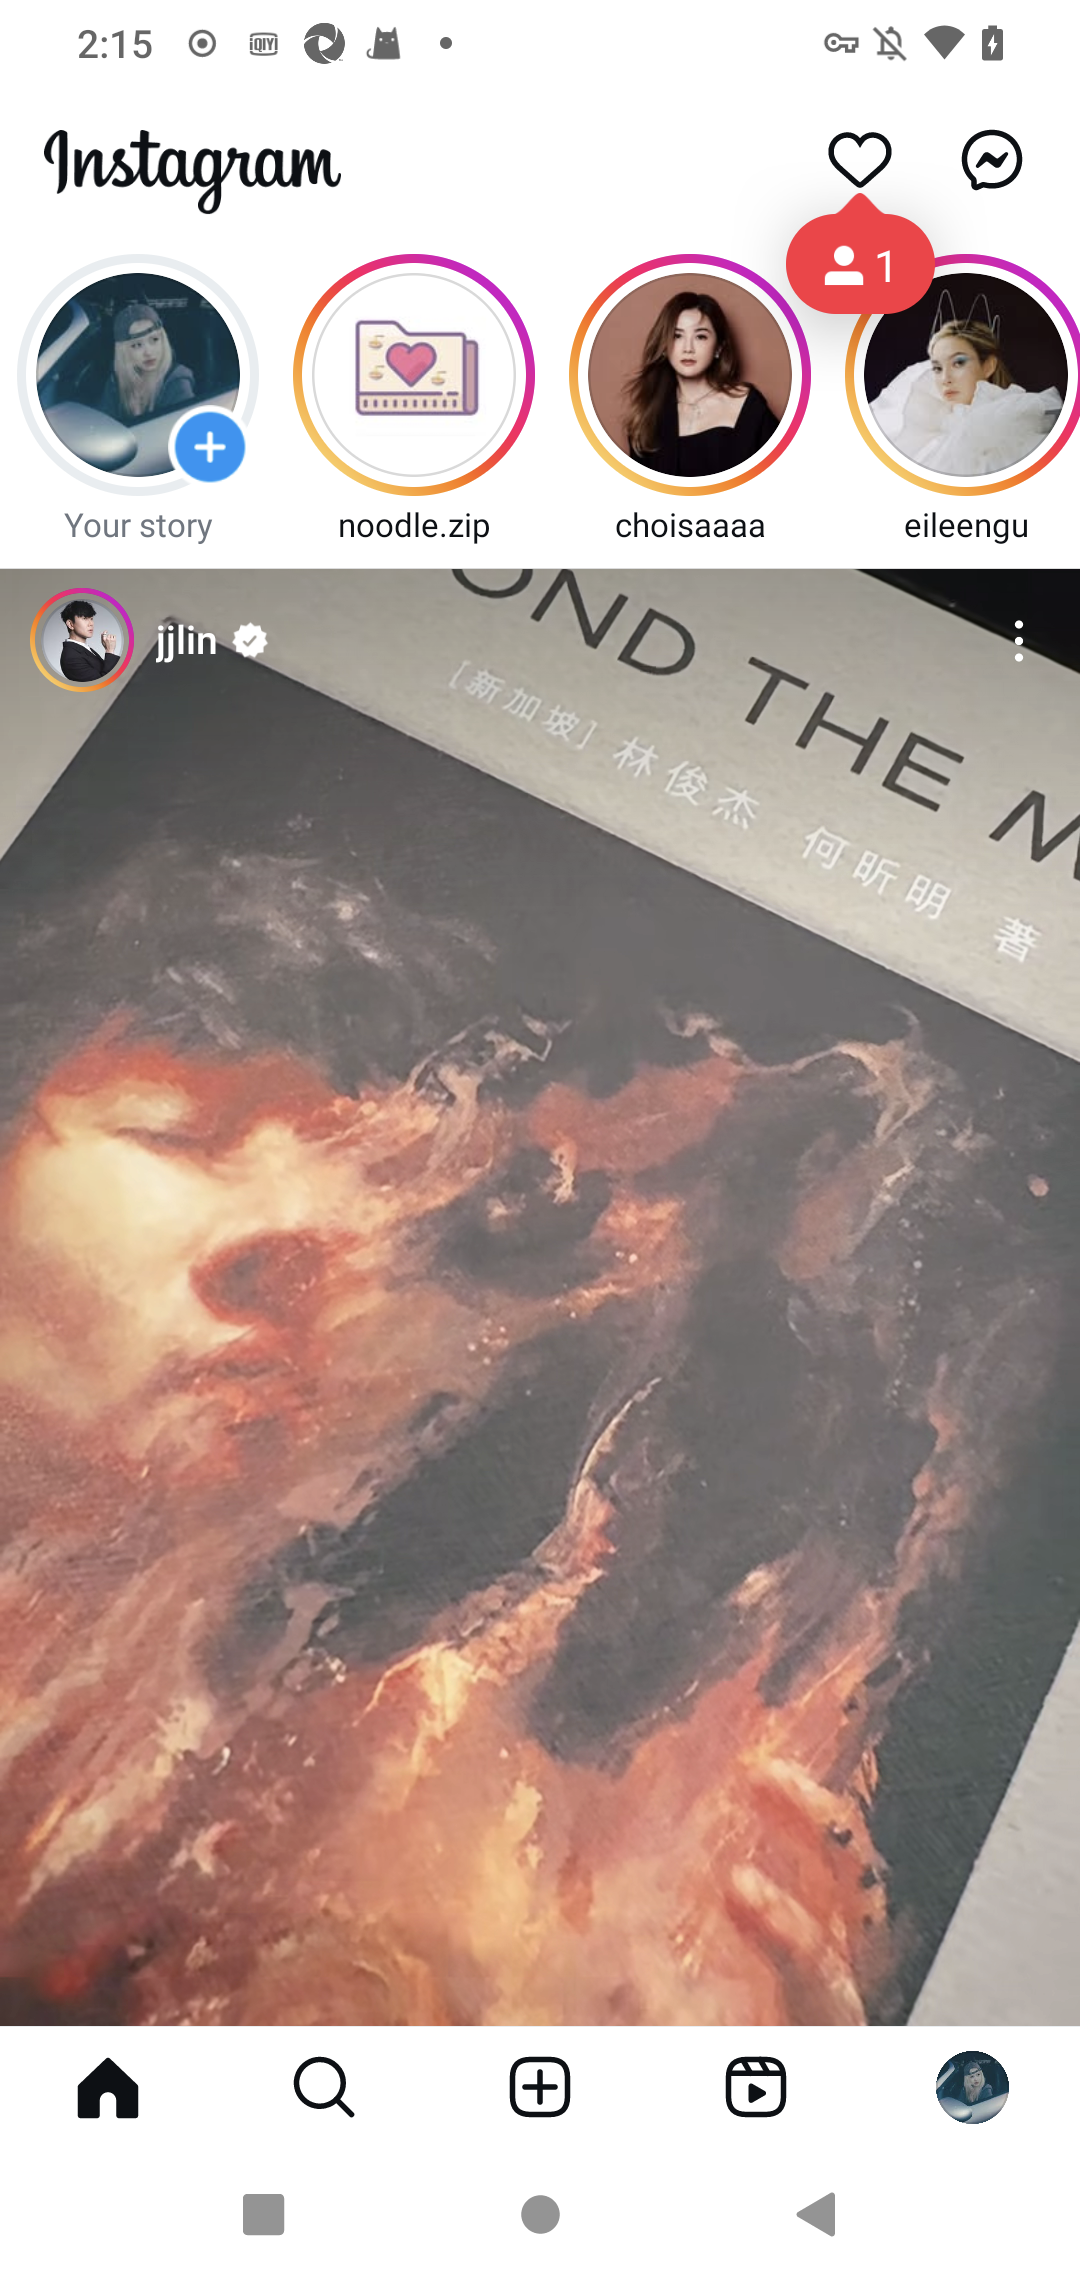 2:15
iQIYI
Instagram
1
Your story
noodle.zip
choisaaaa
eileengu
jjlin
OND THE M
[新加坡] 林俊杰 何昕明 著